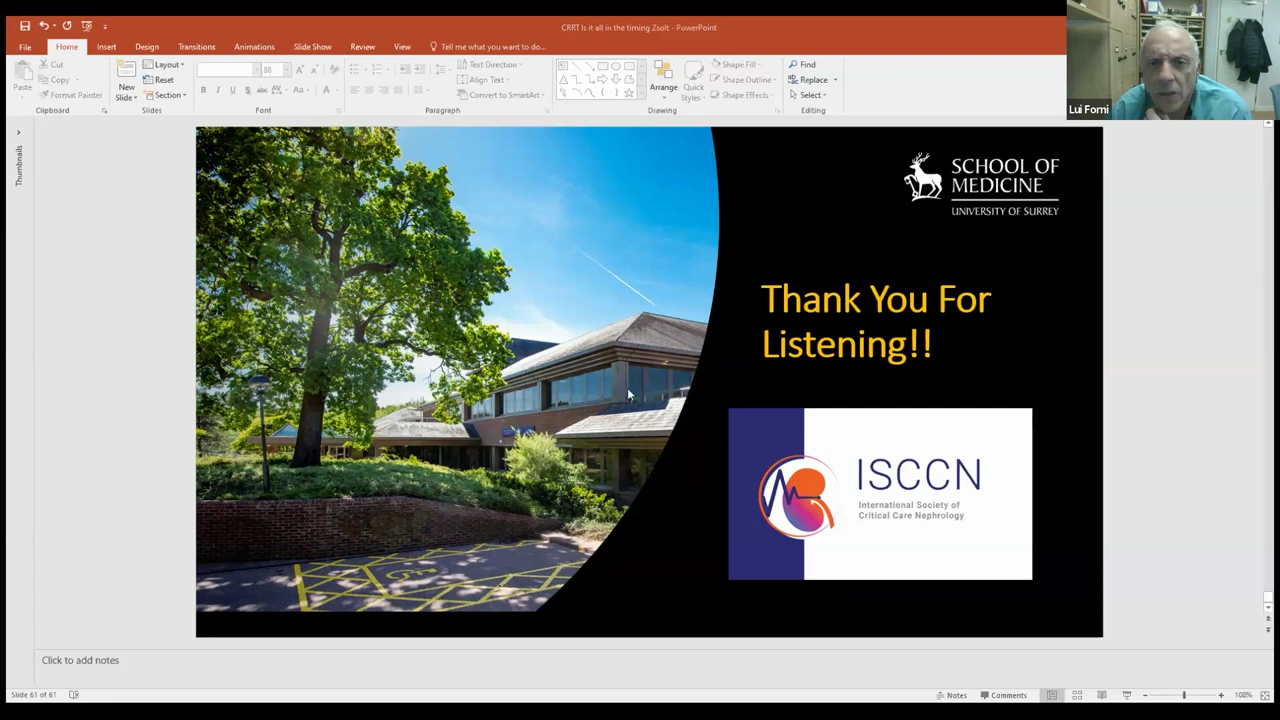 CRRT Is it all in the timing Zsolt - PowerPoint
File Home Insert Design Transitions Animations Slide Show Review View Tell me what you want to do...
Paste
Cut
Copy
Format Painter
Clipboard
New Slide
Layout
Reset
Section
Slides
88
Font
Text Direction
Align Text
Convert to SmartArt
Paragraph
Arrange
Quick Styles
Shape Fill
Shape Outline
Shape Effects
Drawing
Find
Replace
Select
Editing
Lui Forni
Thumbnails
SCHOOL OF
MEDICINE
UNIVERSITY OF SURREY
Thank You For
Listening!!
ISCCN
International Society of
Critical Care Nephrology
Click to add notes
Slide 61 of 61
Notes Comments 108%